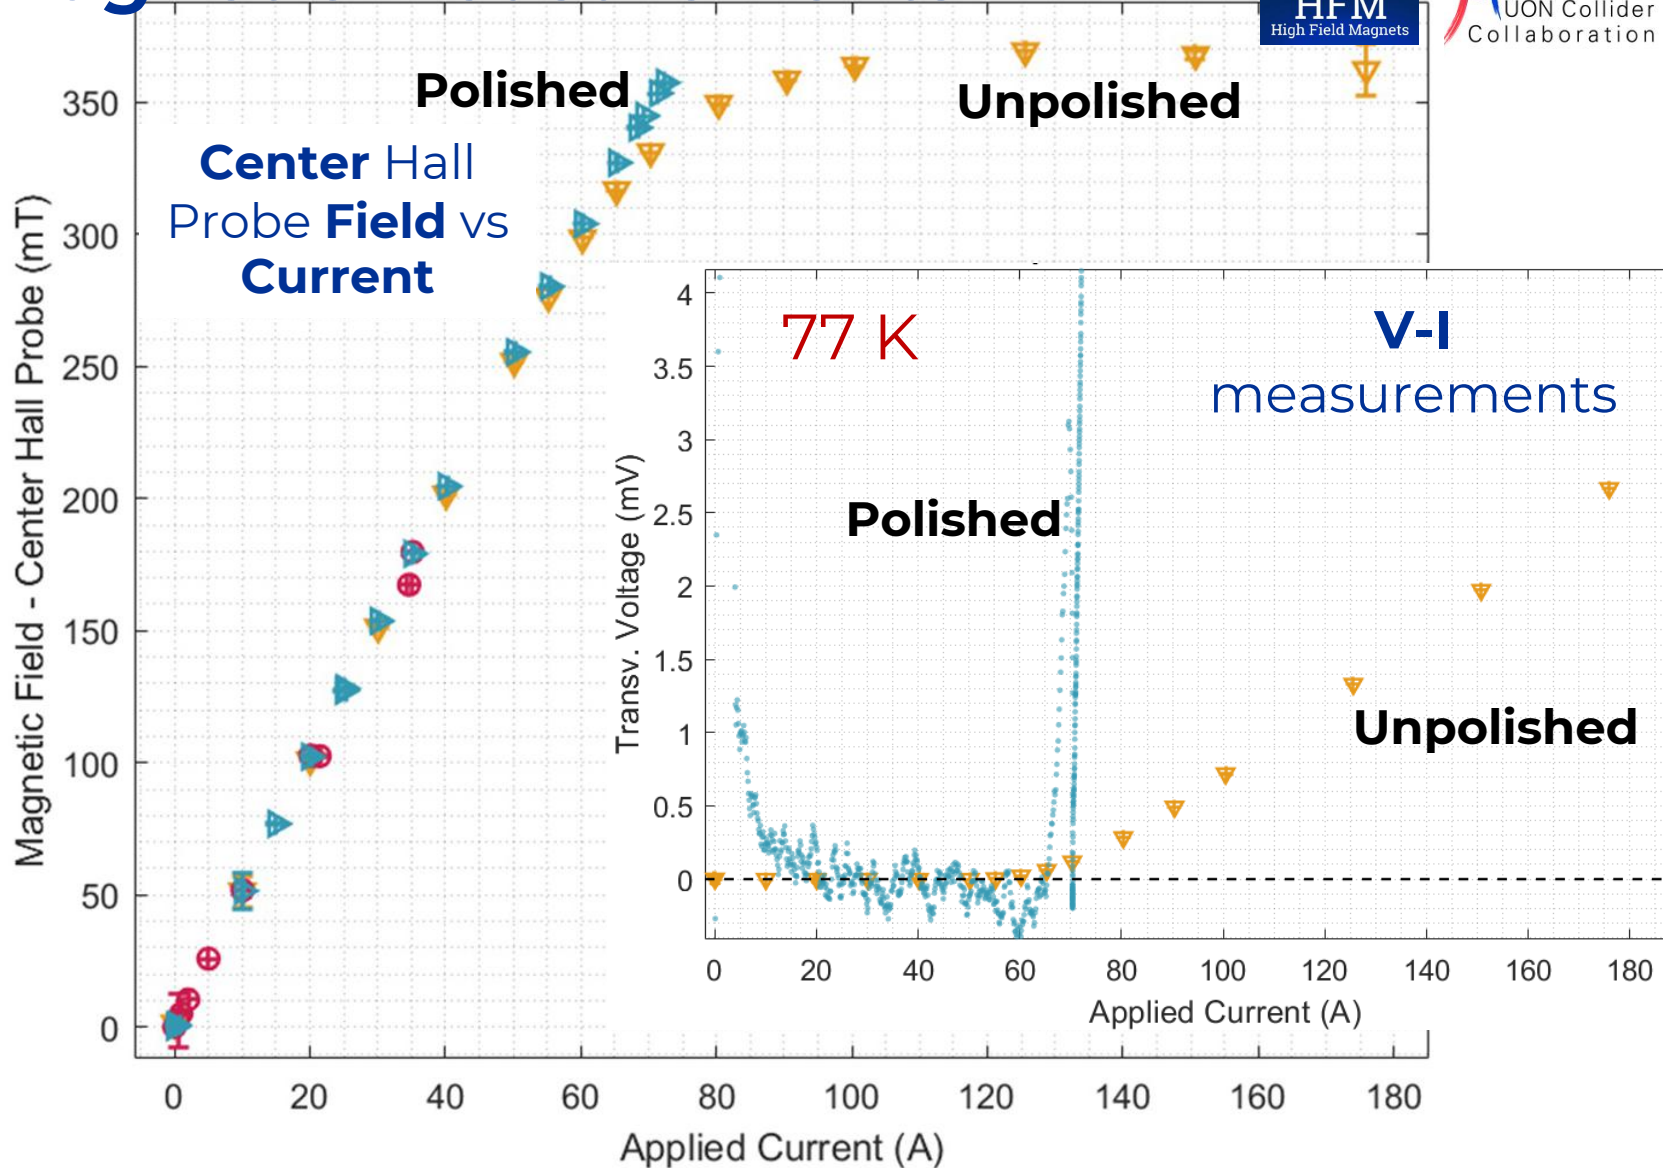 HFM
High Field Magnets
UON Collider
Collaboration
Polished
Unpolished
Center Hall
Probe Field vs
Current
Magnetic Field - Center Hall Probe (mT)
350
300
250
200
150
100
50
0
0 20 40 60 80 100 120 140 160 180
Applied Current (A)
77 K
V-I
measurements
Polished
Unpolished
Transv. Voltage (mV)
4
3.5
3
2.5
2
1.5
1
0.5
0
0 20 40 60 80 100 120 140 160 180
Applied Current (A)